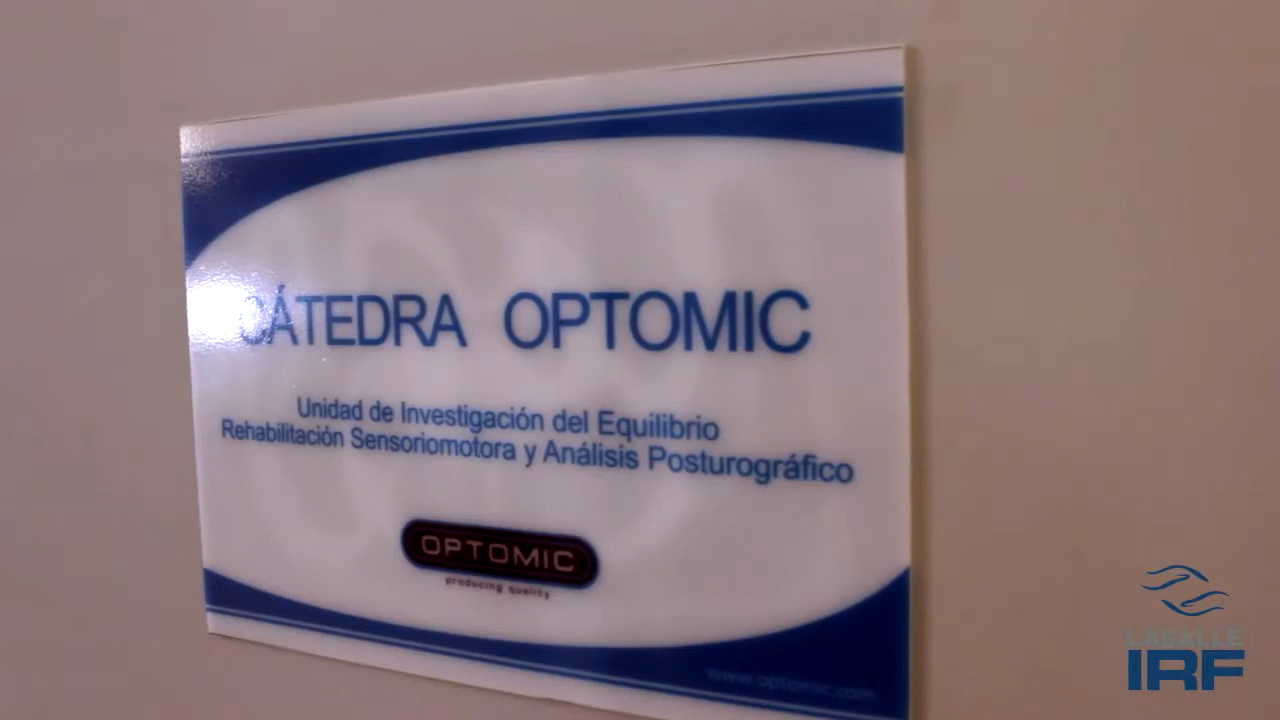 CÁTEDRA OPTOMIC
Unidad de Investigación del Equilibrio
Rehabilitación Sensoriomotora y Análisis Posturográfico
OPTOMIC
producing quality
www.optomic.com
LASALLE
IRF